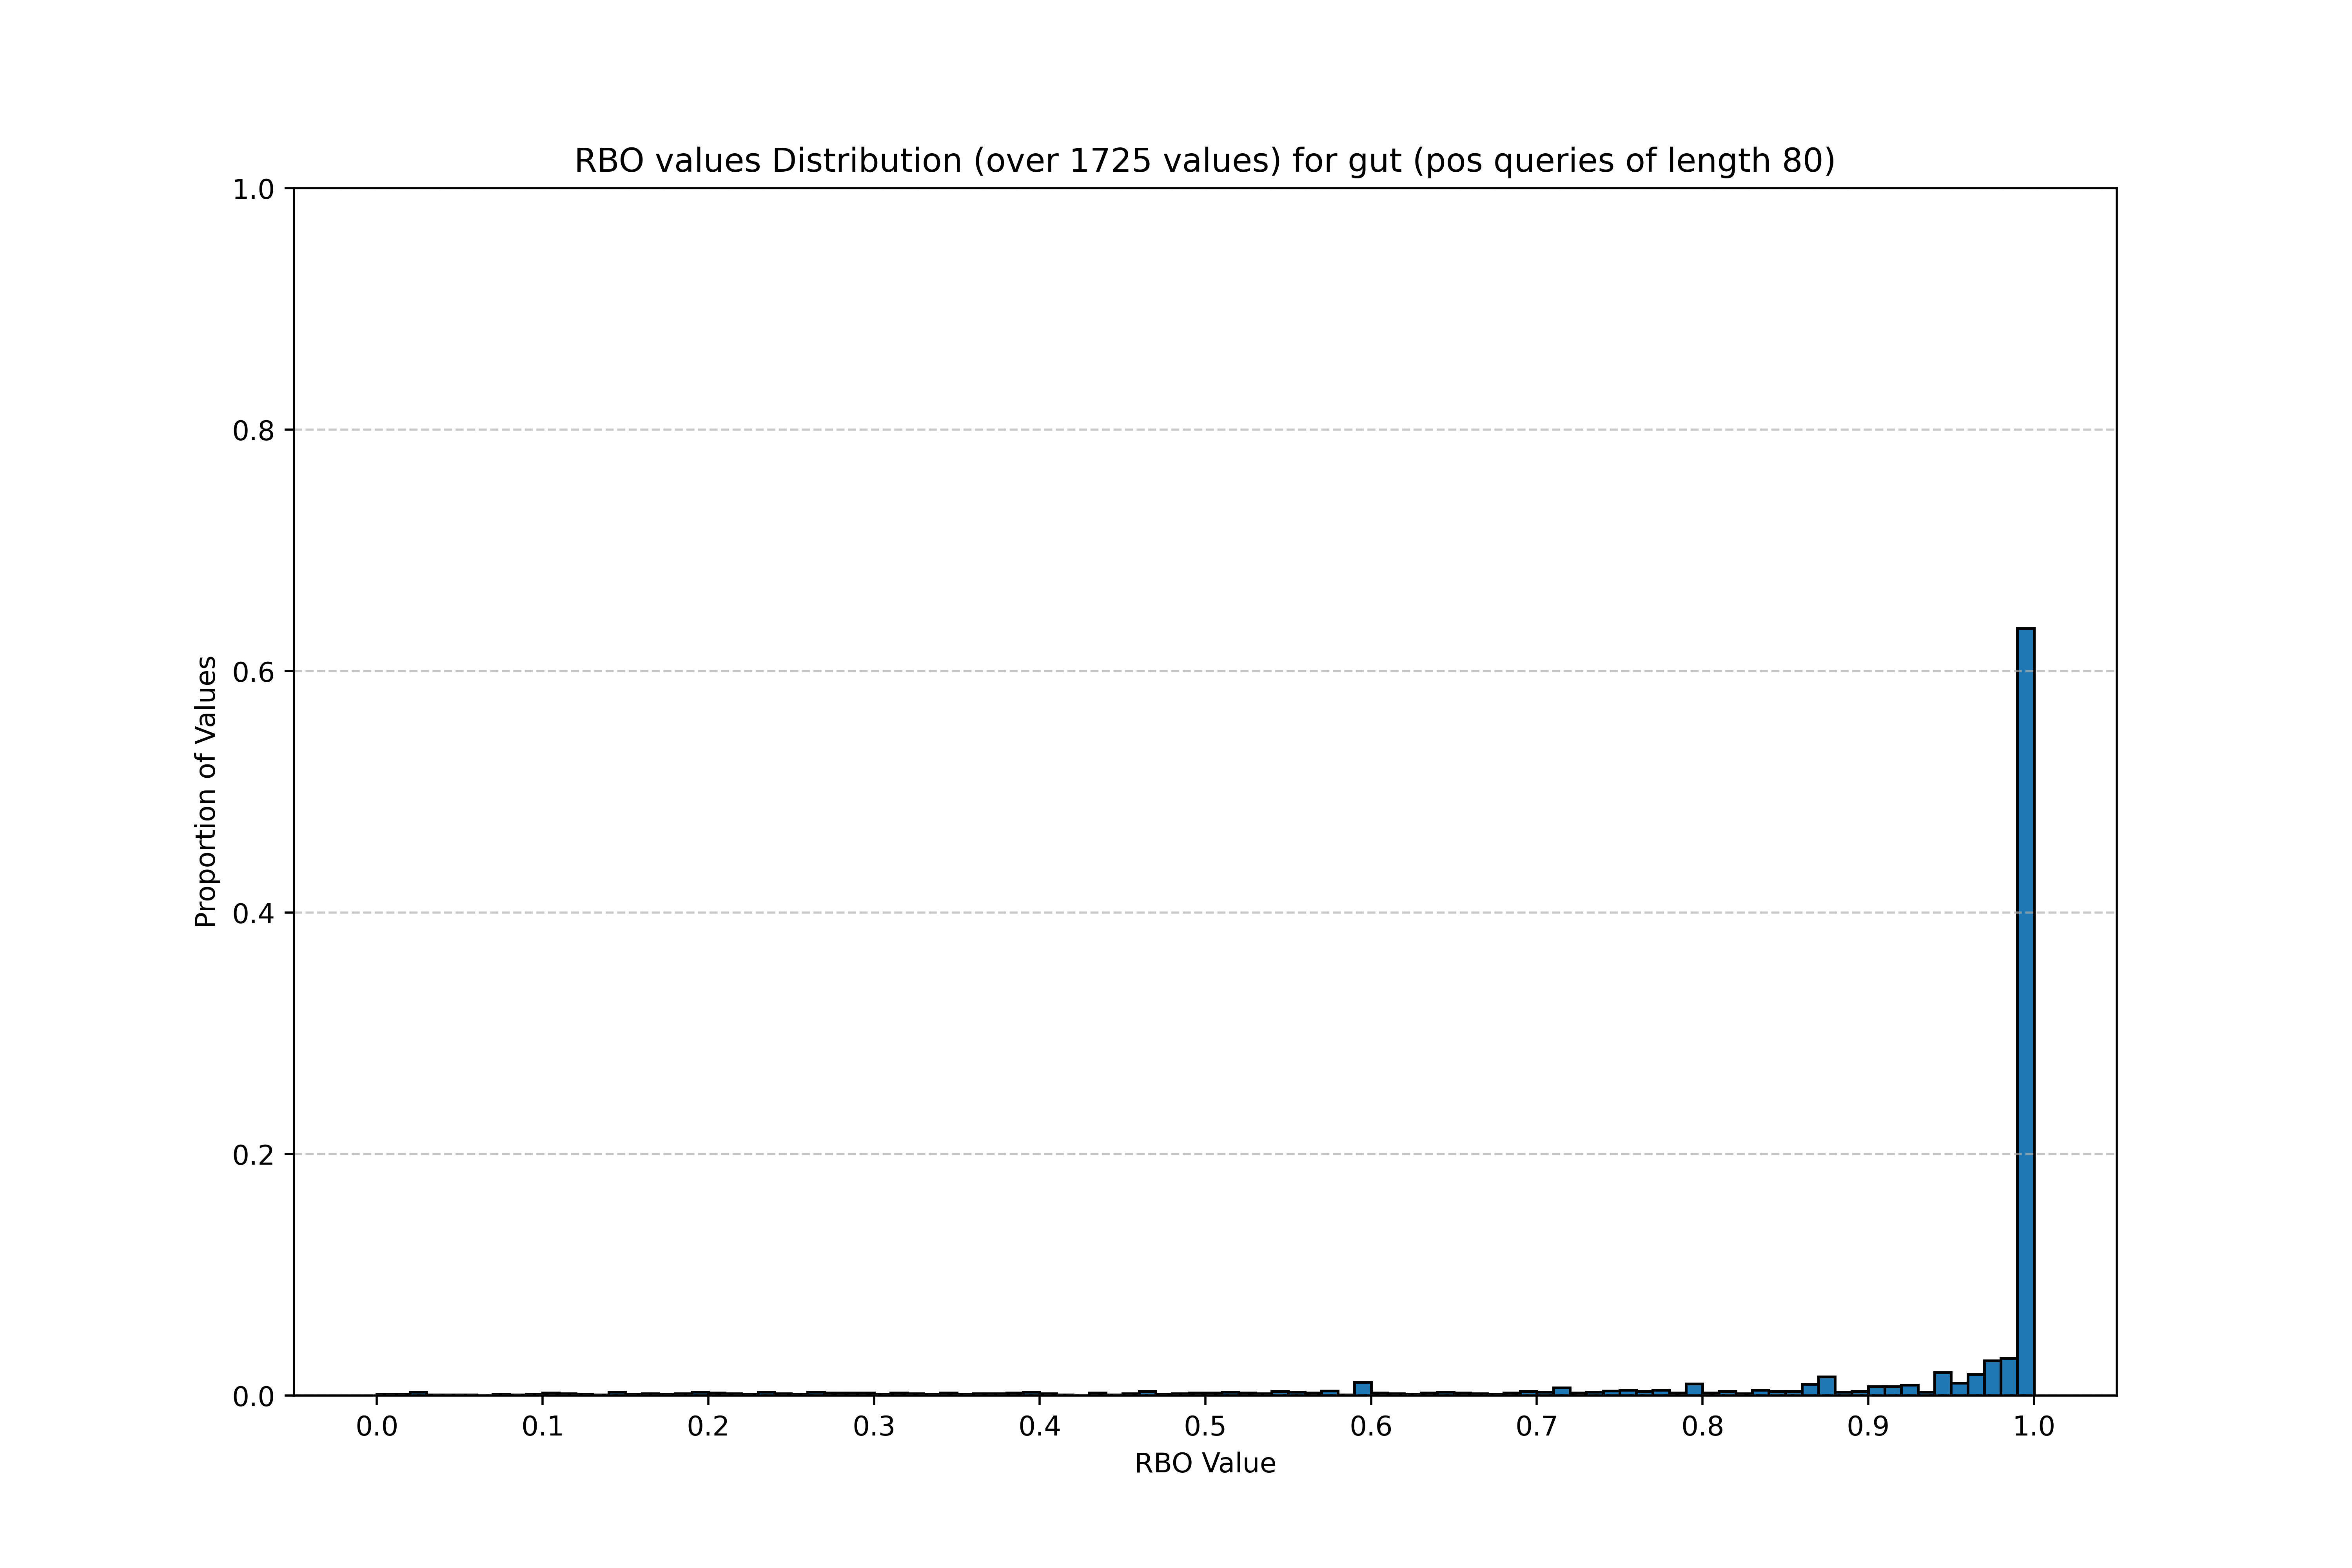 RBO values Distribution (over 1725 values) for gut (pos queries of length 80)
Proportion of Values
1.0
0.8
0.6
0.4
0.2
0.0
0.0 0.1 0.2 0.3 0.4 0.5 0.6 0.7 0.8 0.9 1.0
RBO Value